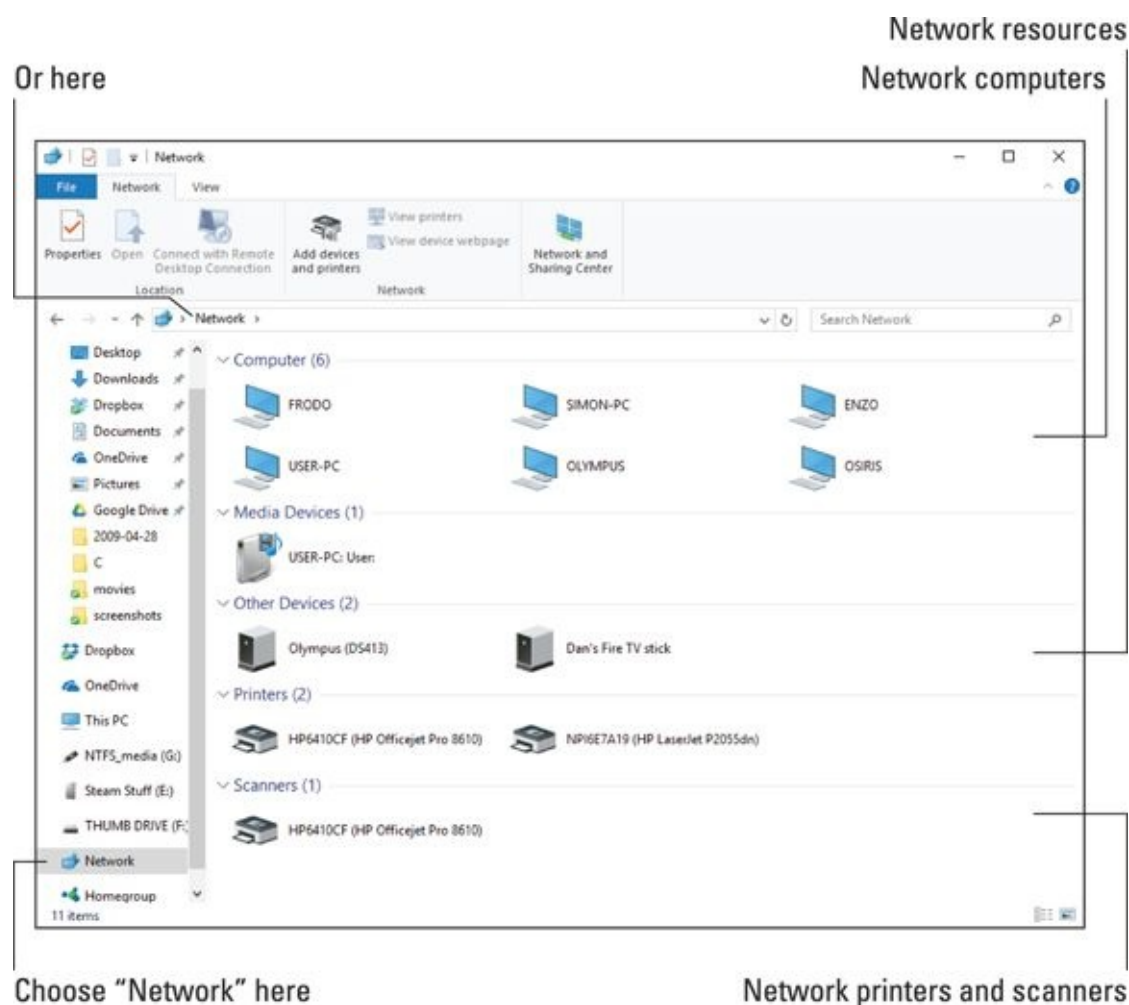 Network resources
Or here
Network computers
Network
File Network View
View printers
View device webpage
Properties Open Connect with Remote Desktop Connection Add devices and printers Network and Sharing Center
Location Network
Network
Search Network
Desktop
Downloads
Dropbox
Documents
OneDrive
Pictures
Google Drive
2009-04-28
C
movies
screenshots
Dropbox
OneDrive
This PC
NTFS_media (G:)
Steam Stuff (E:)
THUMB DRIVE (F:
Network
Homegroup
11 items
Computer (6)
FRODO SIMON-PC ENZO
USER-PC OLYMPUS OSIRIS
Media Devices (1)
USER-PC: User:
Other Devices (2)
Olympus (DS413) Dan's Fire TV stick
Printers (2)
HP6410CF (HP Officejet Pro 8610) NPI6E7A19 (HP LaserJet P2055dn)
Scanners (1)
HP6410CF (HP Officejet Pro 8610)
Choose “Network” here
Network printers and scanners